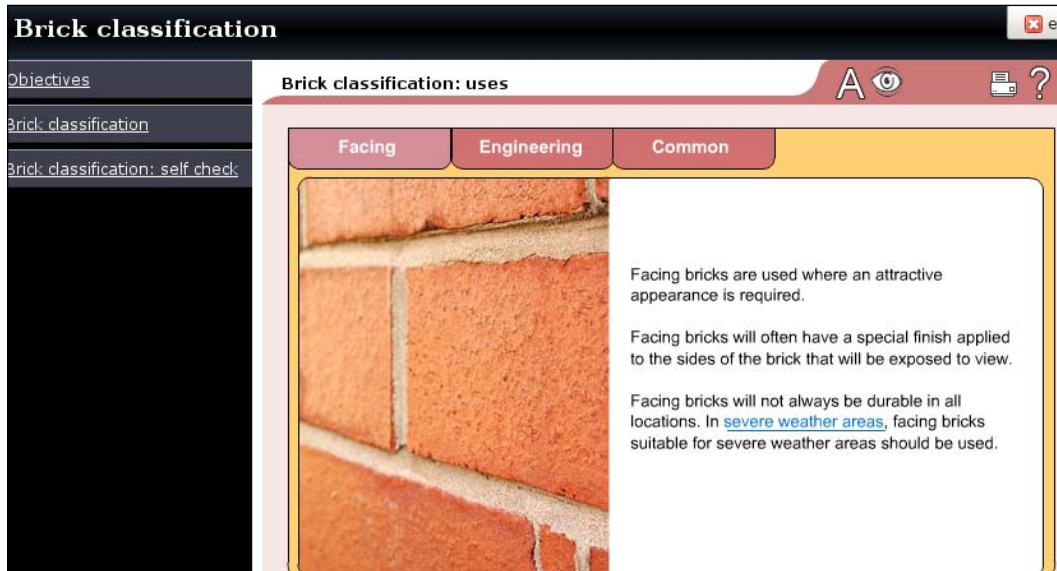 Brick classification
e
Objectives
Brick classification
Brick classification: self check
Brick classification: uses
A
?
Facing
Engineering
Common
Facing bricks are used where an attractive
appearance is required.
Facing bricks will often have a special finish applied
to the sides of the brick that will be exposed to view.
Facing bricks will not always be durable in all
locations. In severe weather areas, facing bricks
suitable for severe weather areas should be used.